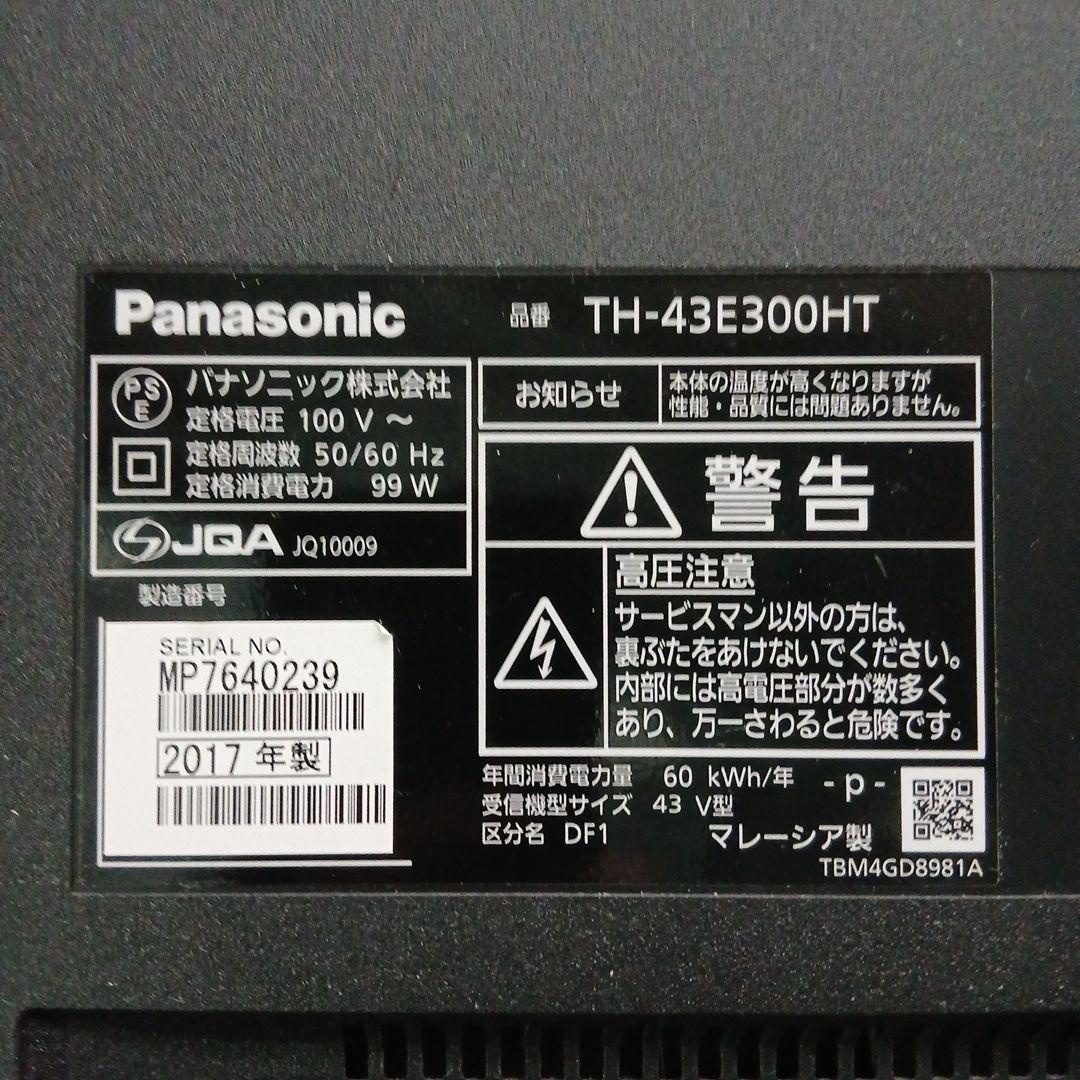 Panasonic
品番 TH-43E300HT
PS
E
パナソニック株式会社
定格電圧 100 V ～
定格周波数 50/60 Hz
定格消費電力 99 W
JQA JQ10009
製造番号
SERIAL NO.
MP7640239
2017 年製
お知らせ
本体の温度が高くなりますが
性能・品質には問題ありません。
警告
高圧注意
サービスマン以外の方は、
裏ぶたをあけないでください。
内部には高電圧部分が数多く
あり、万一さわると危険です。
年間消費電力量 60 kWh/年 - p -
受信機型サイズ 43 V型
区分名 DF1 マレーシア製
TBM4GD8981A